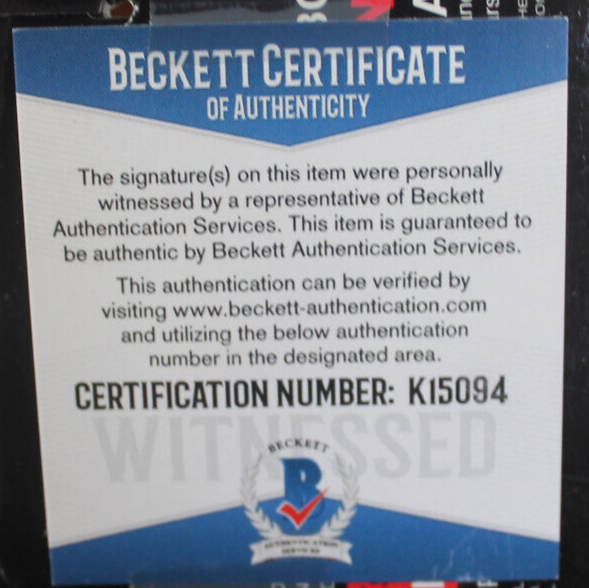 BECKETT CERTIFICATE
OF AUTHENTICITY
The signature(s) on this item were personally
witnessed by a representative of Beckett
Authentication Services. This item is guaranteed to
be authentic by Beckett Authentication Services.
This authentication can be verified by
visiting www.beckett-authentication.com
and utilizing the below authentication
number in the designated area.
CERTIFICATION NUMBER: K15094
WITNESSED
BECKETT
B
AUTHENTICATION
SERVICES